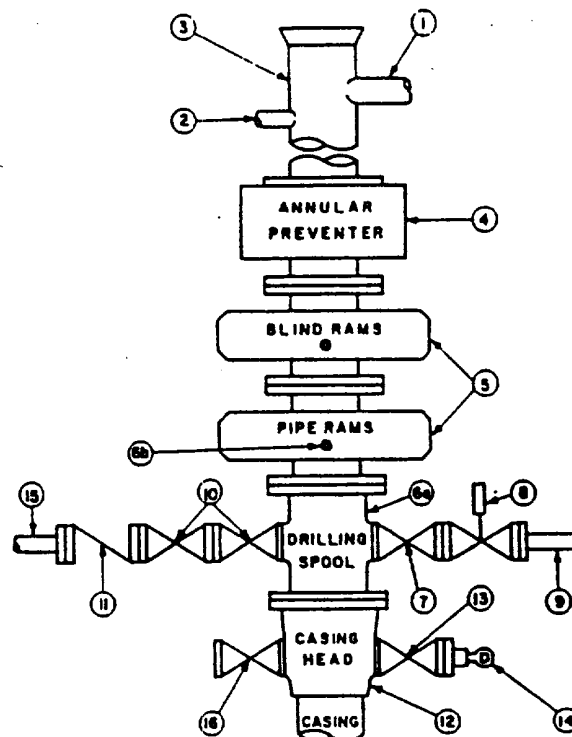 3
1
2
ANNULAR
PREVENTER
4
BLIND RAMS
5
PIPE RAMS
6b
15
10
6a
8
DRILLING
SPOOL
11
7
9
13
CASING
HEAD
16
12
14
CASING